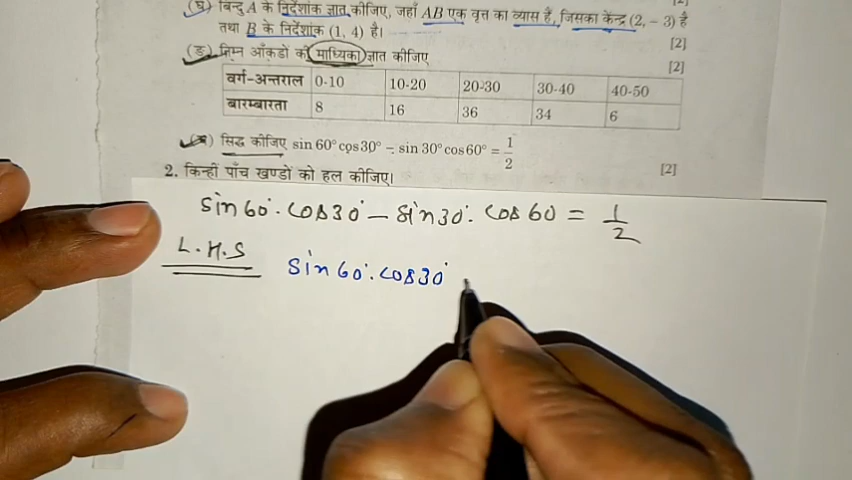 (घ) बिन्दु A के निर्देशांक ज्ञात कीजिए, जहाँ AB एक वृत्त का व्यास है, जिसका केन्द्र (2, – 3) है
तथा B के निर्देशांक (1, 4) है। [2]
(ङ) निम्न आँकडों की माध्यिका ज्ञात कीजिए [2]
वर्ग-अन्तराल 0-10 10-20 20-30 30-40 40-50
बारम्बारता 8 16 36 34 6
सिद्ध कीजिए sin 60° cos 30° – sin 30° cos 60° = 1/2 [2]
2. किन्हीं पाँच खण्डों को हल कीजिए।
sin 60°. cos 30° – sin 30°. cos 60 = 1/2
L.H.S sin 60°. cos 30°